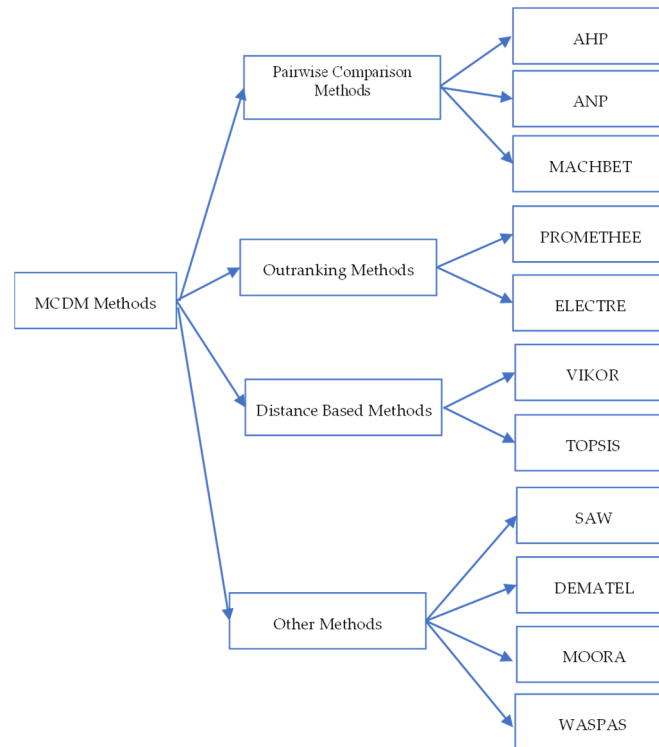 MCDM Methods
Pairwise Comparison
Methods
AHP
ANP
MACHBET
Outranking Methods
PROMETHEE
ELECTRE
Distance Based Methods
VIKOR
TOPSIS
Other Methods
SAW
DEMATEL
MOORA
WASPAS